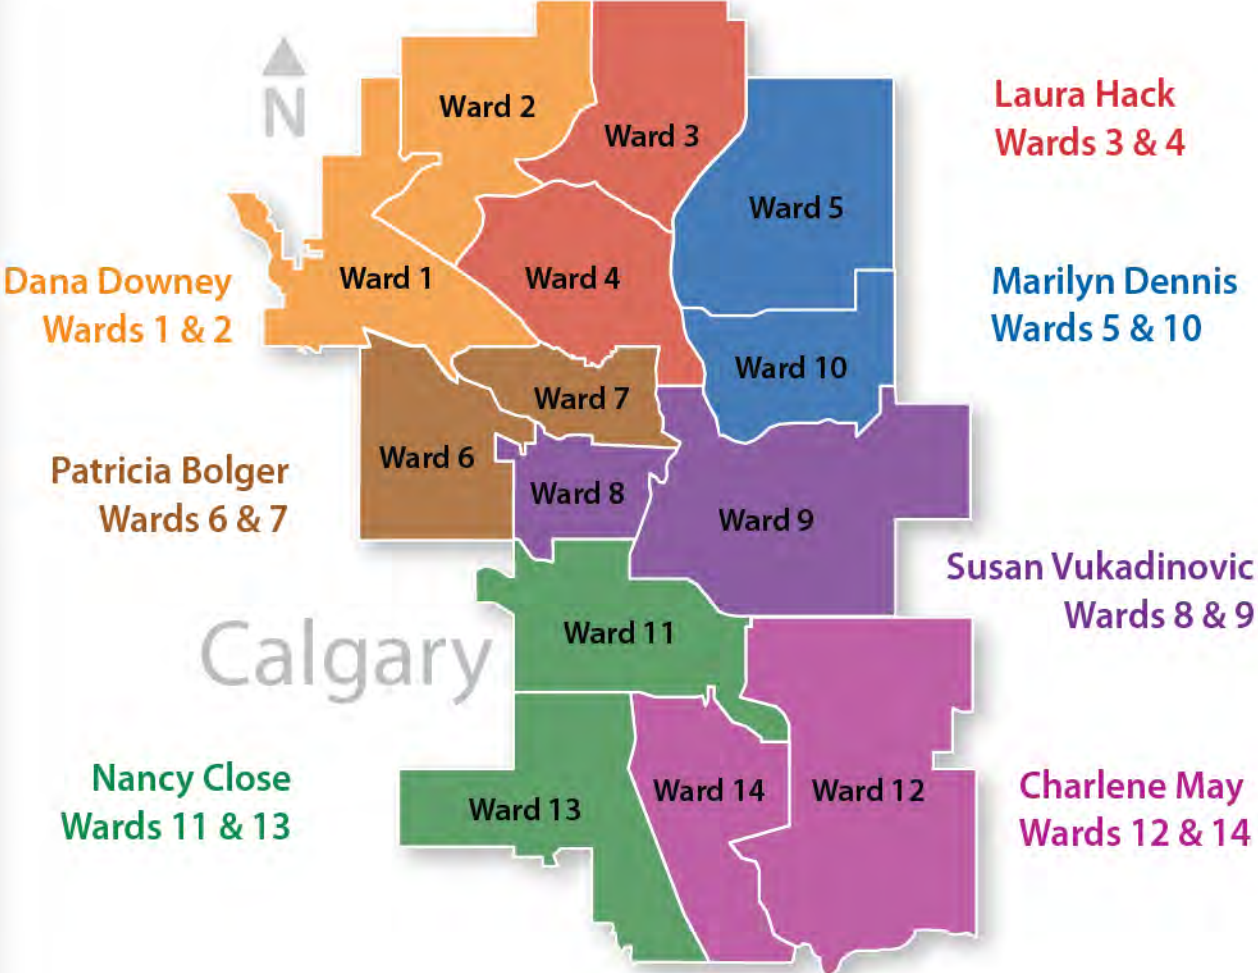 N
Ward 2
Ward 3
Laura Hack
Wards 3 & 4
Ward 5
Dana Downey
Wards 1 & 2
Ward 1
Ward 4
Marilyn Dennis
Wards 5 & 10
Ward 10
Ward 7
Patricia Bolger
Wards 6 & 7
Ward 6
Ward 8
Ward 9
Susan Vukadinovic
Wards 8 & 9
Calgary
Ward 11
Nancy Close
Wards 11 & 13
Ward 13
Ward 14
Ward 12
Charlene May
Wards 12 & 14